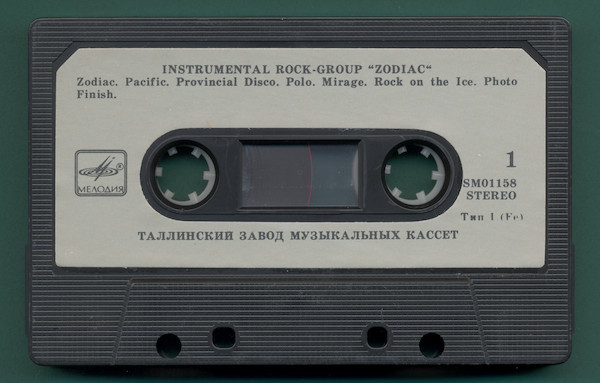 INSTRUMENTAL ROCK-GROUP "ZODIAC"
Zodiac. Pacific. Provincial Disco. Polo. Mirage. Rock on the Ice. Photo
Finish.
МЕЛОДИЯ
1
SM01158
STEREO
Тип 1 (Fe)
ТАЛЛИНСКИЙ ЗАВОД МУЗЫКАЛЬНЫХ КАССЕТ